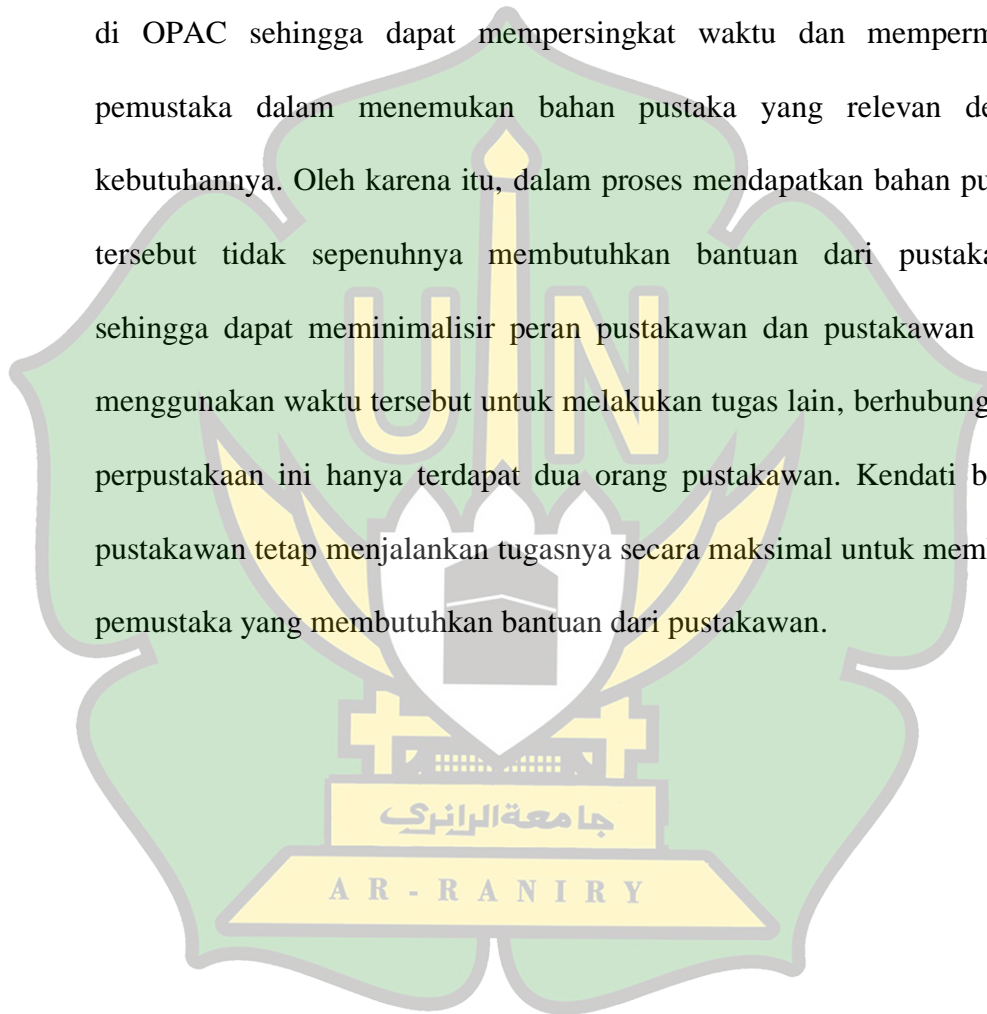 di OPAC sehingga dapat mempersingkat waktu dan memperm
pemustaka dalam menemukan bahan pustaka yang relevan de
kebutuhannya. Oleh karena itu, dalam proses mendapatkan bahan pu
tersebut tidak sepenuhnya membutuhkan bantuan dari pustaka
sehingga dapat meminimalisir peran pustakawan dan pustakawan
menggunakan waktu tersebut untuk melakukan tugas lain, berhubung
perpustakaan ini hanya terdapat dua orang pustakawan. Kendati b
pustakawan tetap menjalankan tugasnya secara maksimal untuk mem
pemustaka yang membutuhkan bantuan dari pustakawan.
UIN
جامعة الرانري
AR-RANIRY